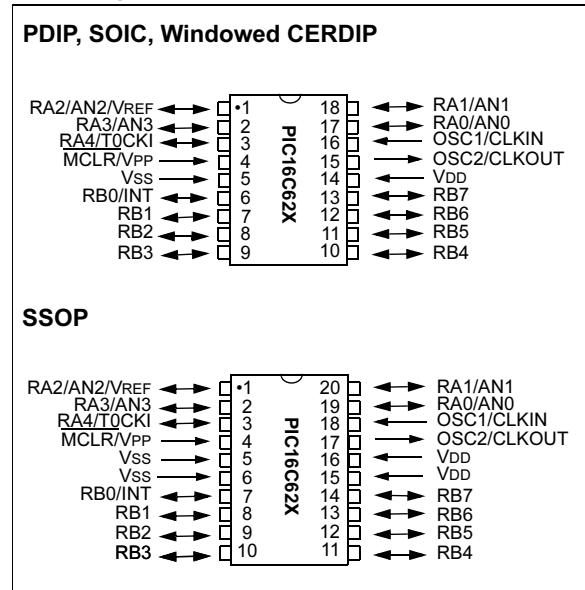 PDIP, SOIC, Windowed CERDIP
RA2/AN2/VREF •1 18 RA1/AN1
RA3/AN3 2 17 RA0/AN0
RA4/T0CKI 3 16 OSC1/CLKIN
MCLR/VPP 4 15 OSC2/CLKOUT
VSS 5 14 VDD
RB0/INT 6 13 RB7
RB1 7 12 RB6
RB2 8 11 RB5
RB3 9 10 RB4
PIC16C62X
SSOP
RA2/AN2/VREF •1 20 RA1/AN1
RA3/AN3 2 19 RA0/AN0
RA4/T0CKI 3 18 OSC1/CLKIN
MCLR/VPP 4 17 OSC2/CLKOUT
VSS 5 16 VDD
VSS 6 15 VDD
RB0/INT 7 14 RB7
RB1 8 13 RB6
RB2 9 12 RB5
RB3 10 11 RB4
PIC16C62X